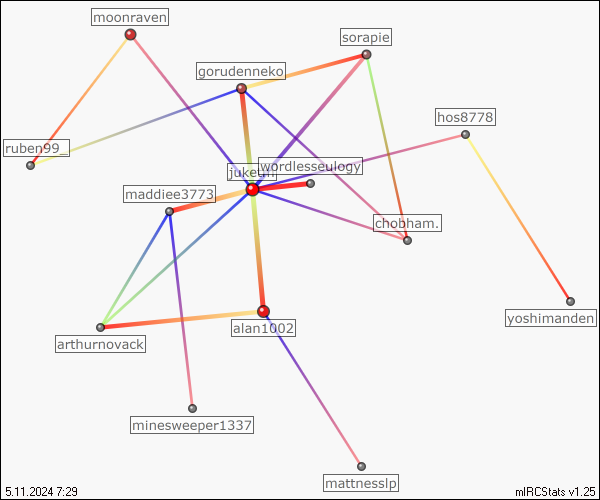 moonraven
sorapie
gorudenneko
hos8778
ruben99_
wordlesseulogy
maddiee3773
chobham.
yoshimanden
alan1002
arthurnovack
minesweeper1337
mattnesslp
5.11.2024 7:29
mIRCStats v1.25